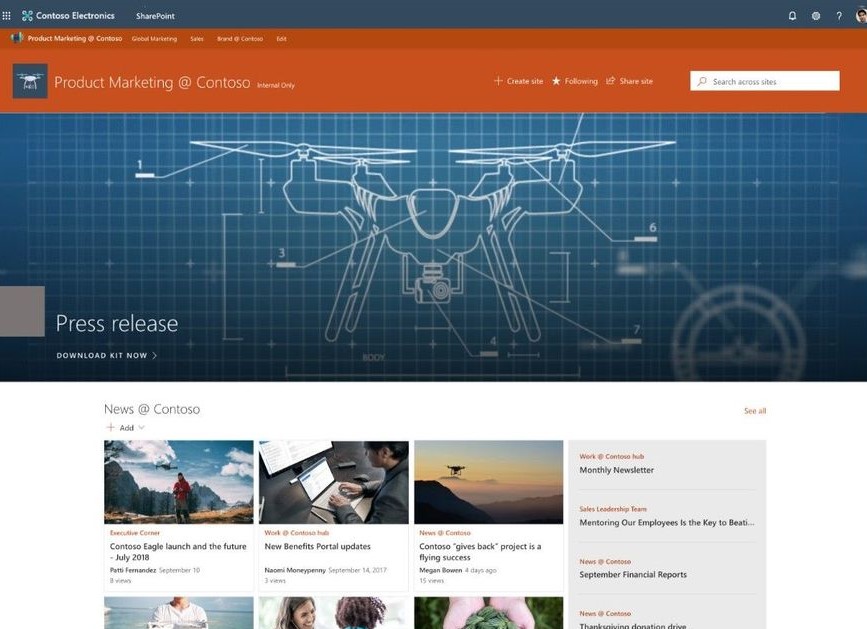 Contoso Electronics SharePoint ?
Product Marketing @ Contoso Global Marketing Sales Brand @ Contoso Edit
Product Marketing @ Contoso Internal Only + Create site Following Share site Search across sites
1
6
3
8
7
4
BODY
Press release
DOWNLOAD KIT NOW >
News @ Contoso See all
+ Add
Executive Corner
Contoso Eagle launch and the future
- July 2018
Patti Fernandez September 10
8 views
Work @ Contoso hub
New Benefits Portal updates
Naomi Moneypenny September 14, 2017
3 views
News @ Contoso
Contoso "gives back" project is a
flying success
Megan Bowen 4 days ago
15 views
Work @ Contoso hub
Monthly Newsletter
Sales Leadership Team
Mentoring Our Employees Is the Key to Beati...
News @ Contoso
September Financial Reports
News @ Contoso
Thanksgiving donation drive